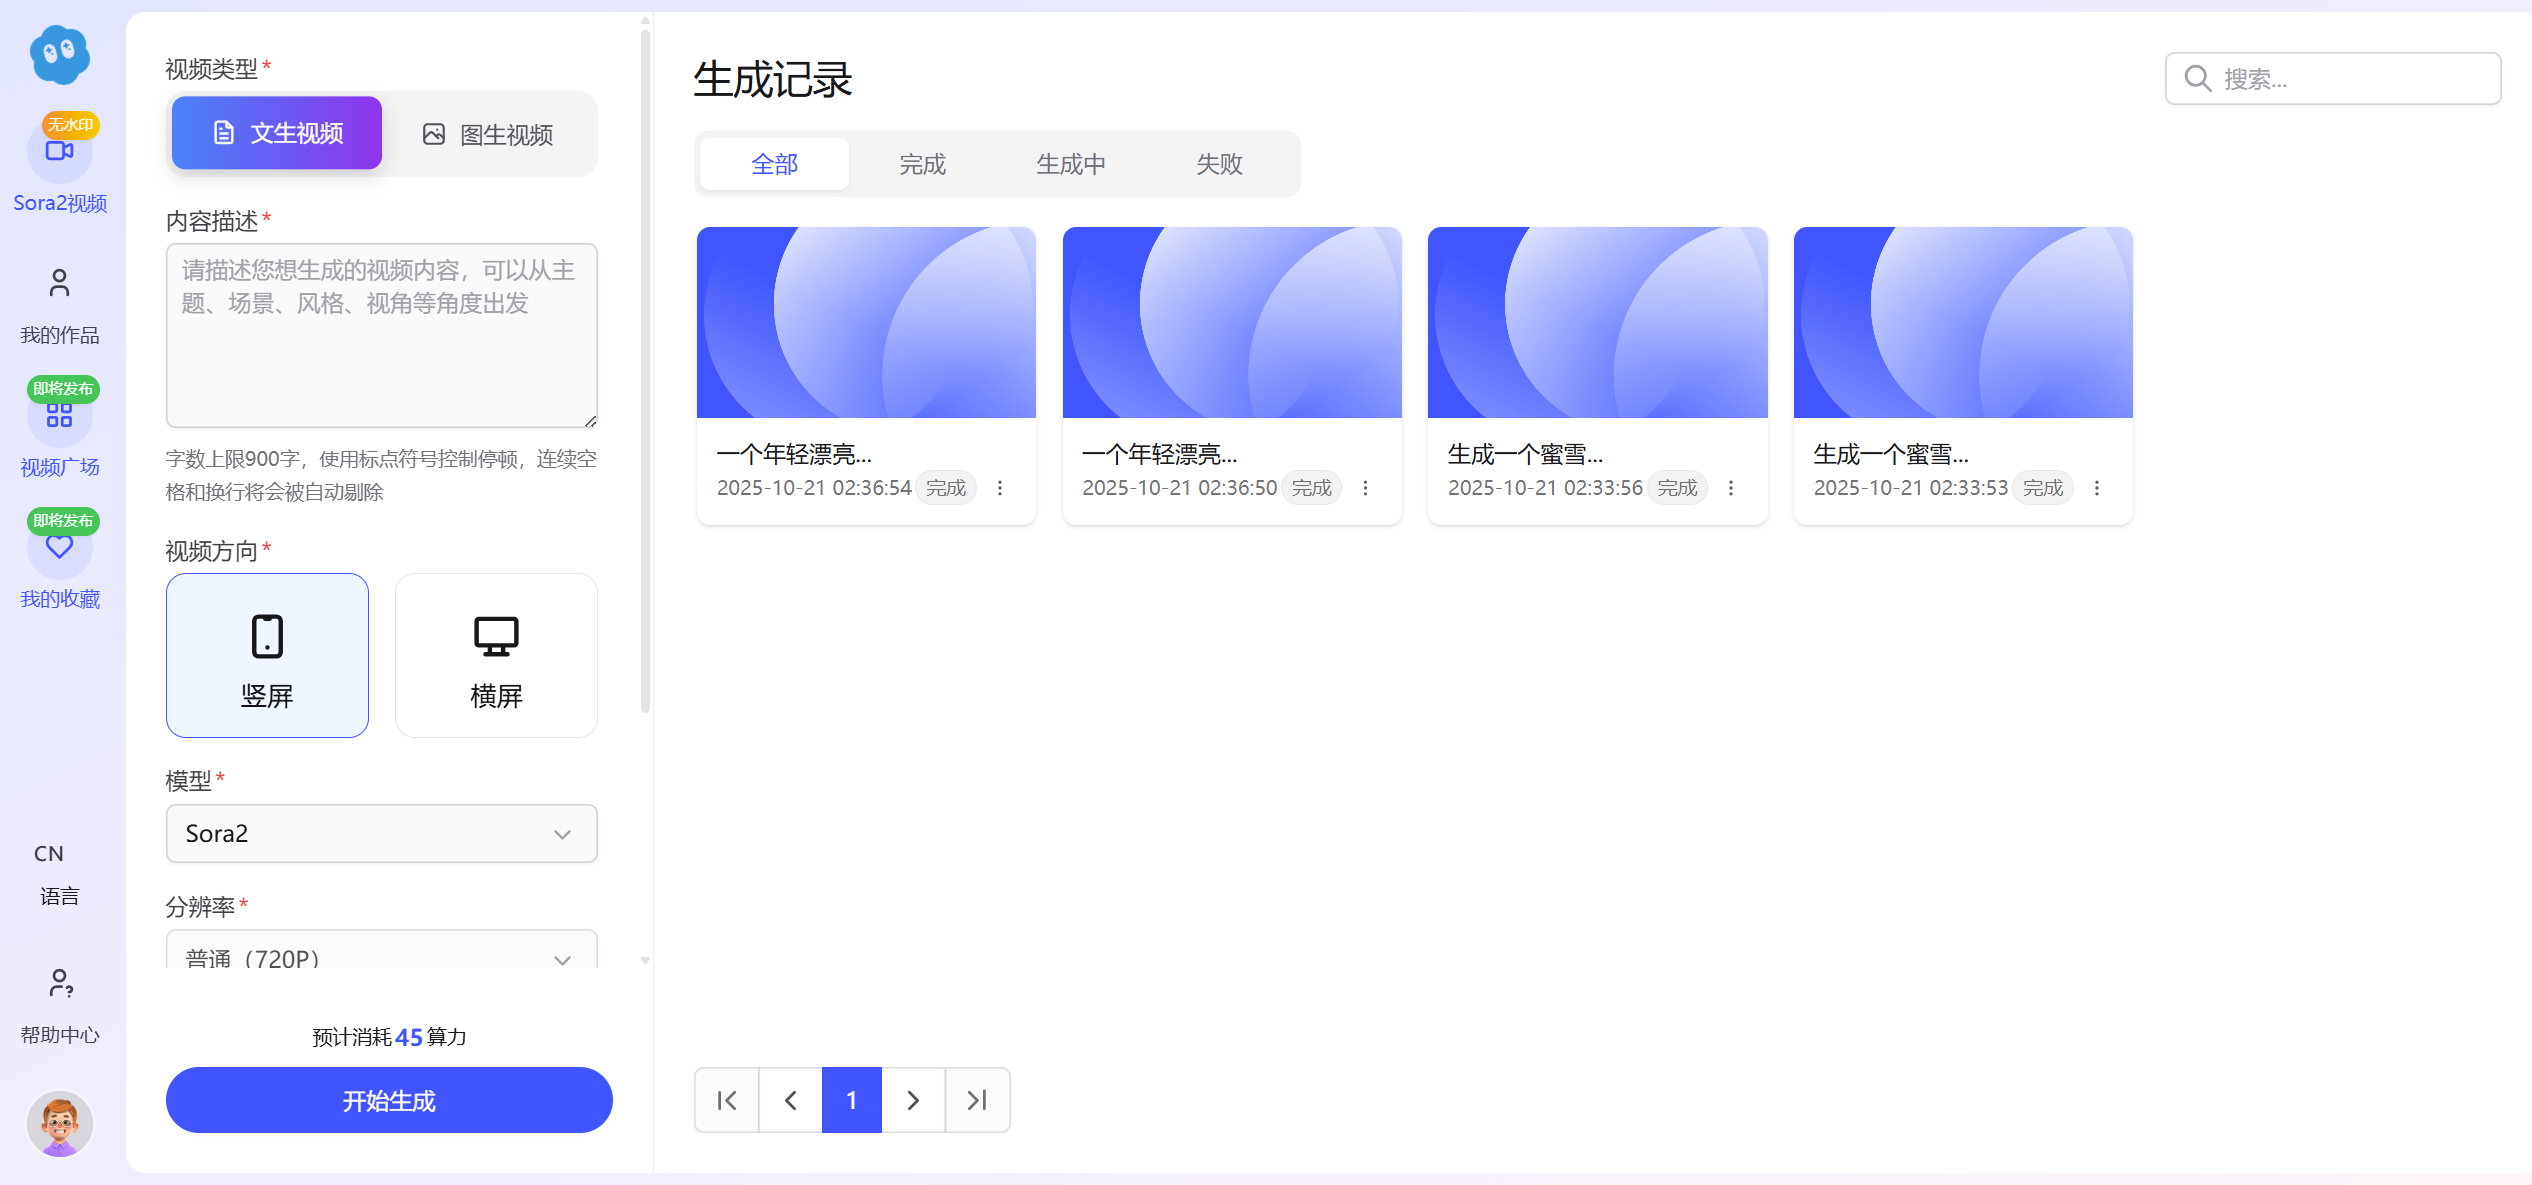 无水印
Sora2视频
我的作品
即将发布
视频广场
即将发布
我的收藏
CN
语言
帮助中心
视频类型*
文生视频
图生视频
内容描述*
请描述您想生成的视频内容，可以从主
题、场景、风格、视角等角度出发
字数上限900字，使用标点符号控制停顿，连续空
格和换行将会被自动剔除
视频方向*
竖屏
横屏
模型*
Sora2
分辨率*
普通（720P）
预计消耗45算力
开始生成
生成记录
搜索...
全部
完成
生成中
失败
一个年轻漂亮...
2025-10-21 02:36:54 完成
一个年轻漂亮...
2025-10-21 02:36:50 完成
生成一个蜜雪...
2025-10-21 02:33:56 完成
生成一个蜜雪...
2025-10-21 02:33:53 完成
1